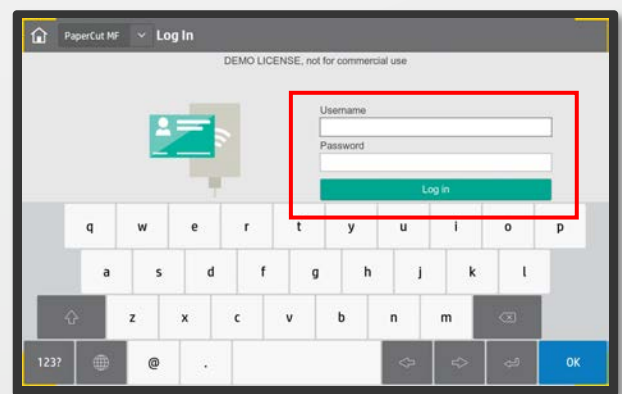 PaperCut MF Log In
DEMO LICENSE, not for commercial use
Username
Password
Log in
q w e r t y u i o p
a s d f g h j k l
z x c v b n m
123? @ . OK